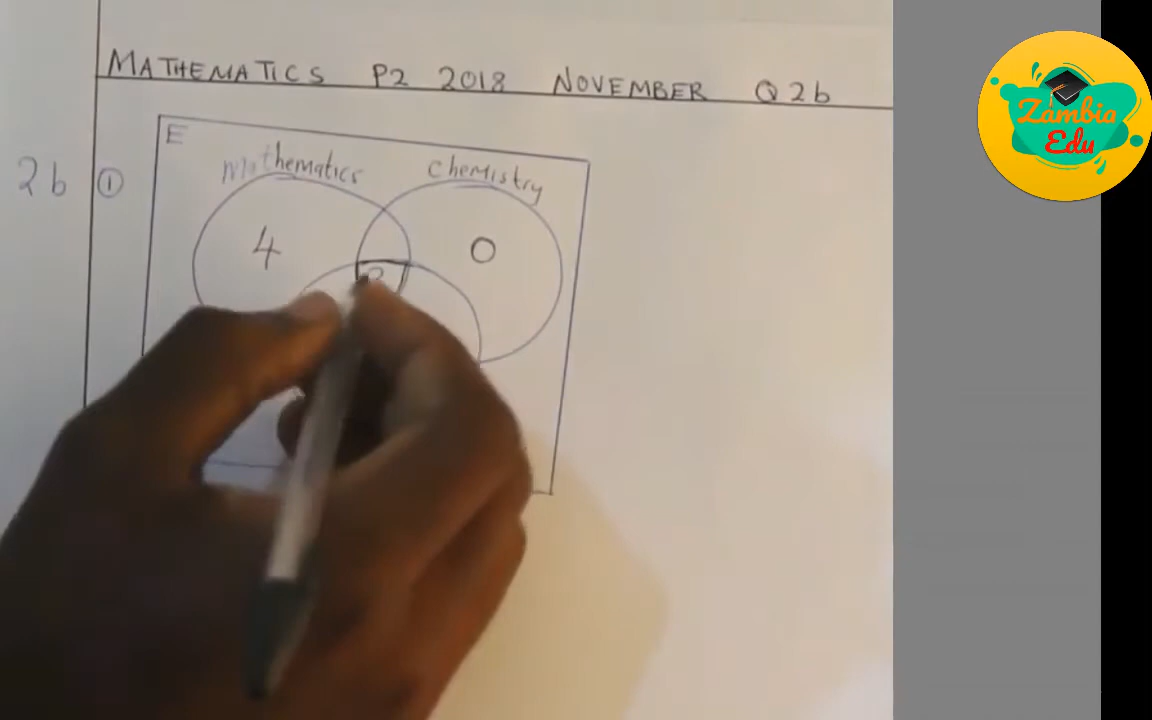 MATHEMATICS P2 2018 NOVEMBER Q2b
2b ①
E
Mathematics Chemistry
4 0
Zambia
Edu